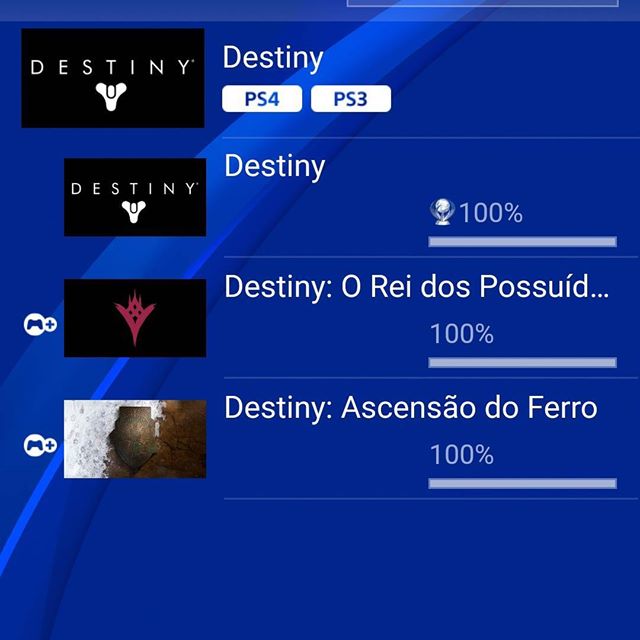 DESTINY
Destiny
PS4 PS3
DESTINY
Destiny
100%
Destiny: O Rei dos Possuíd...
100%
Destiny: Ascensão do Ferro
100%